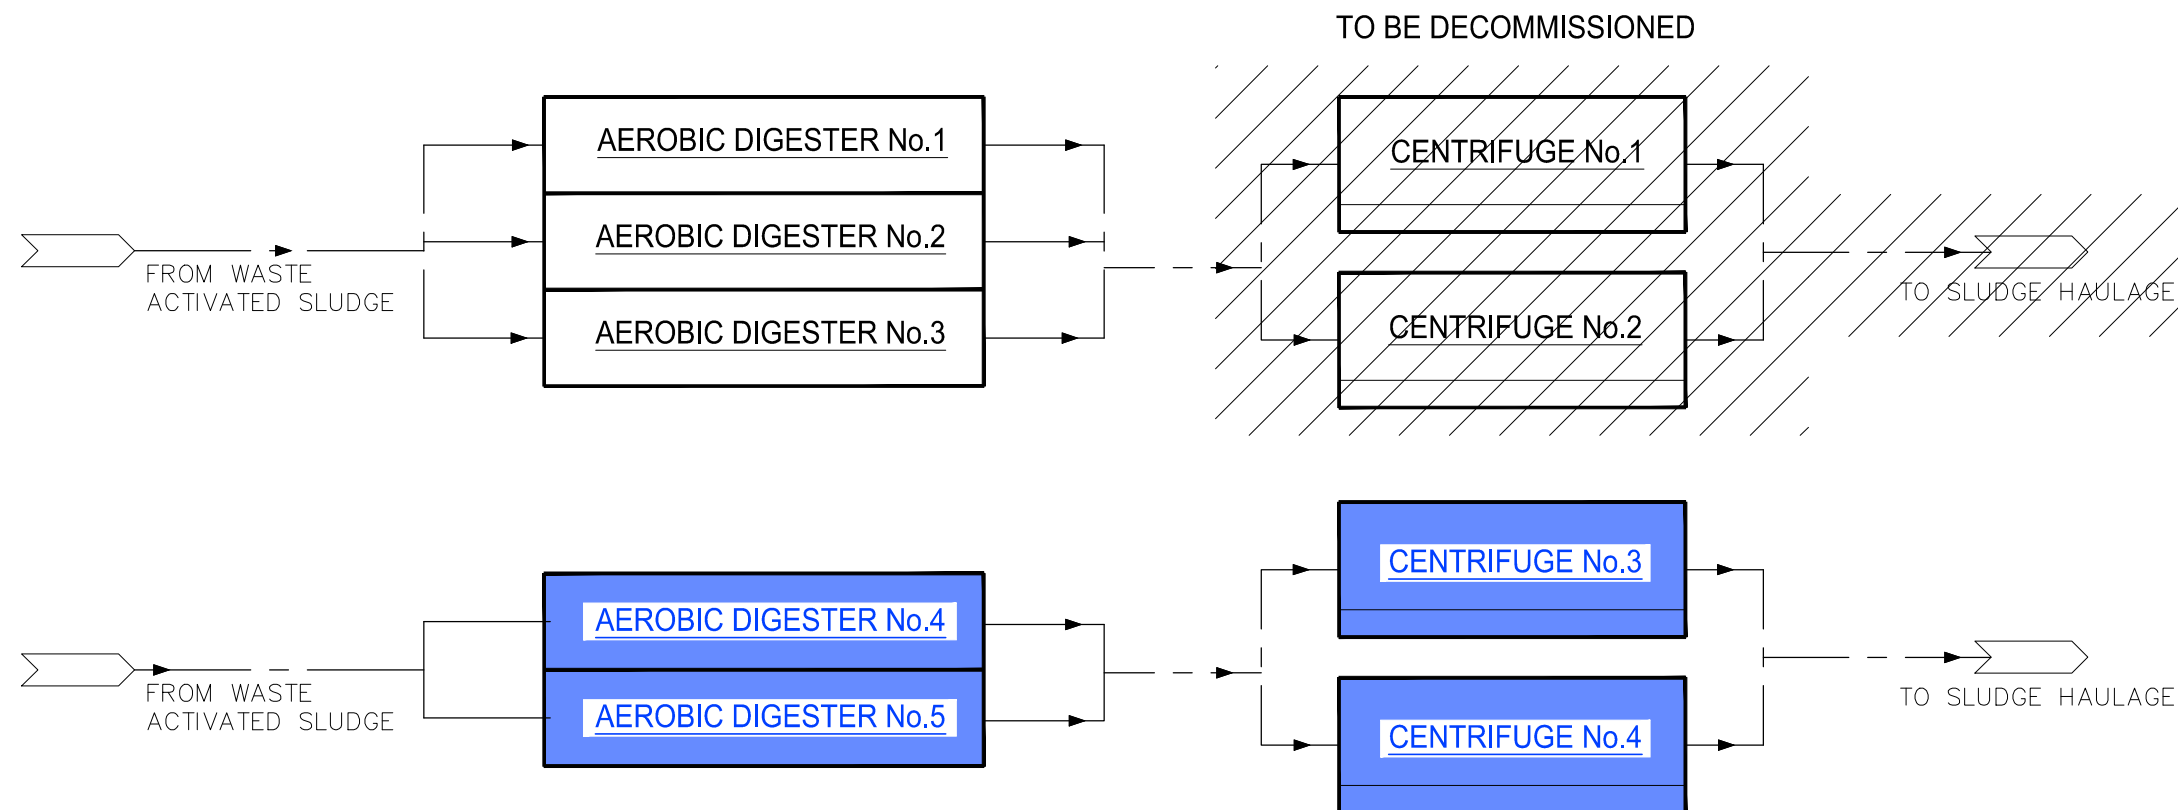 TO BE DECOMMISSIONED
AEROBIC DIGESTER No.1
CENTRIFUGE No.1
AEROBIC DIGESTER No.2
FROM WASTE
ACTIVATED SLUDGE
TO SLUDGE HAULAGE
AEROBIC DIGESTER No.3
CENTRIFUGE No.2
CENTRIFUGE No.3
AEROBIC DIGESTER No.4
FROM WASTE
ACTIVATED SLUDGE
TO SLUDGE HAULAGE
AEROBIC DIGESTER No.5
CENTRIFUGE No.4